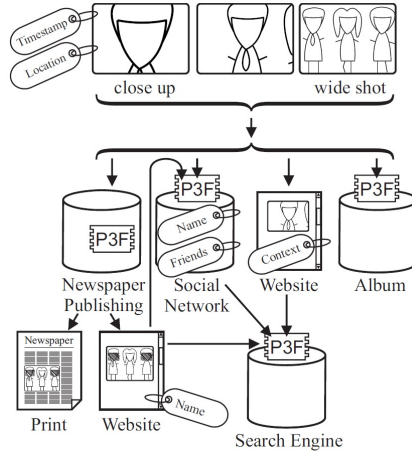 Timestamp
Location
close up
wide shot
P3F
P3F
P3F
Name
Friends
Context
Newspaper
Publishing
Social
Network
Website
Album
Newspaper
P3F
Name
Print
Website
Search Engine